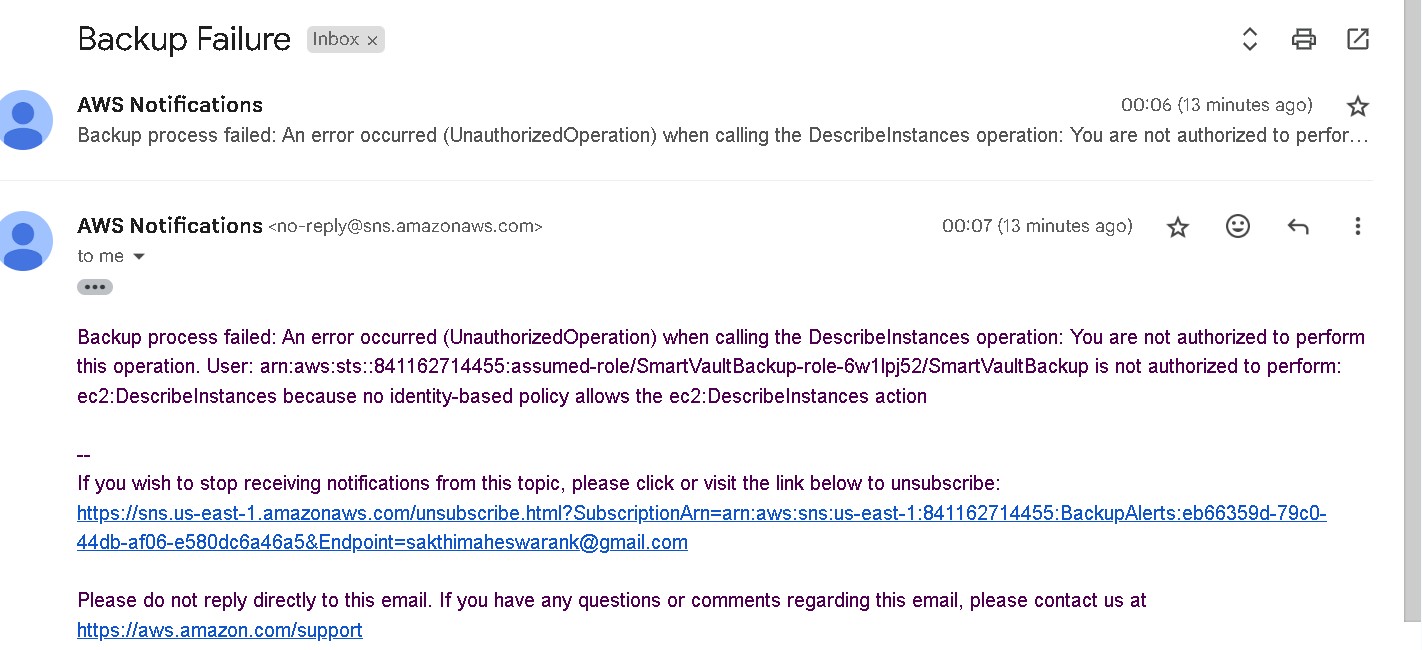 Backup Failure Inbox ×
AWS Notifications 00:06 (13 minutes ago)
Backup process failed: An error occurred (UnauthorizedOperation) when calling the DescribeInstances operation: You are not authorized to perfor…
AWS Notifications <no-reply@sns.amazonaws.com> 00:07 (13 minutes ago)
to me
Backup process failed: An error occurred (UnauthorizedOperation) when calling the DescribeInstances operation: You are not authorized to perform
this operation. User: arn:aws:sts::841162714455:assumed-role/SmartVaultBackup-role-6w1lpj52/SmartVaultBackup is not authorized to perform:
ec2:DescribeInstances because no identity-based policy allows the ec2:DescribeInstances action
--
If you wish to stop receiving notifications from this topic, please click or visit the link below to unsubscribe:
https://sns.us-east-1.amazonaws.com/unsubscribe.html?SubscriptionArn=arn:aws:sns:us-east-1:841162714455:BackupAlerts:eb66359d-79c0-
44db-af06-e580dc6a46a5&Endpoint=sakthimaheswarank@gmail.com
Please do not reply directly to this email. If you have any questions or comments regarding this email, please contact us at
https://aws.amazon.com/support